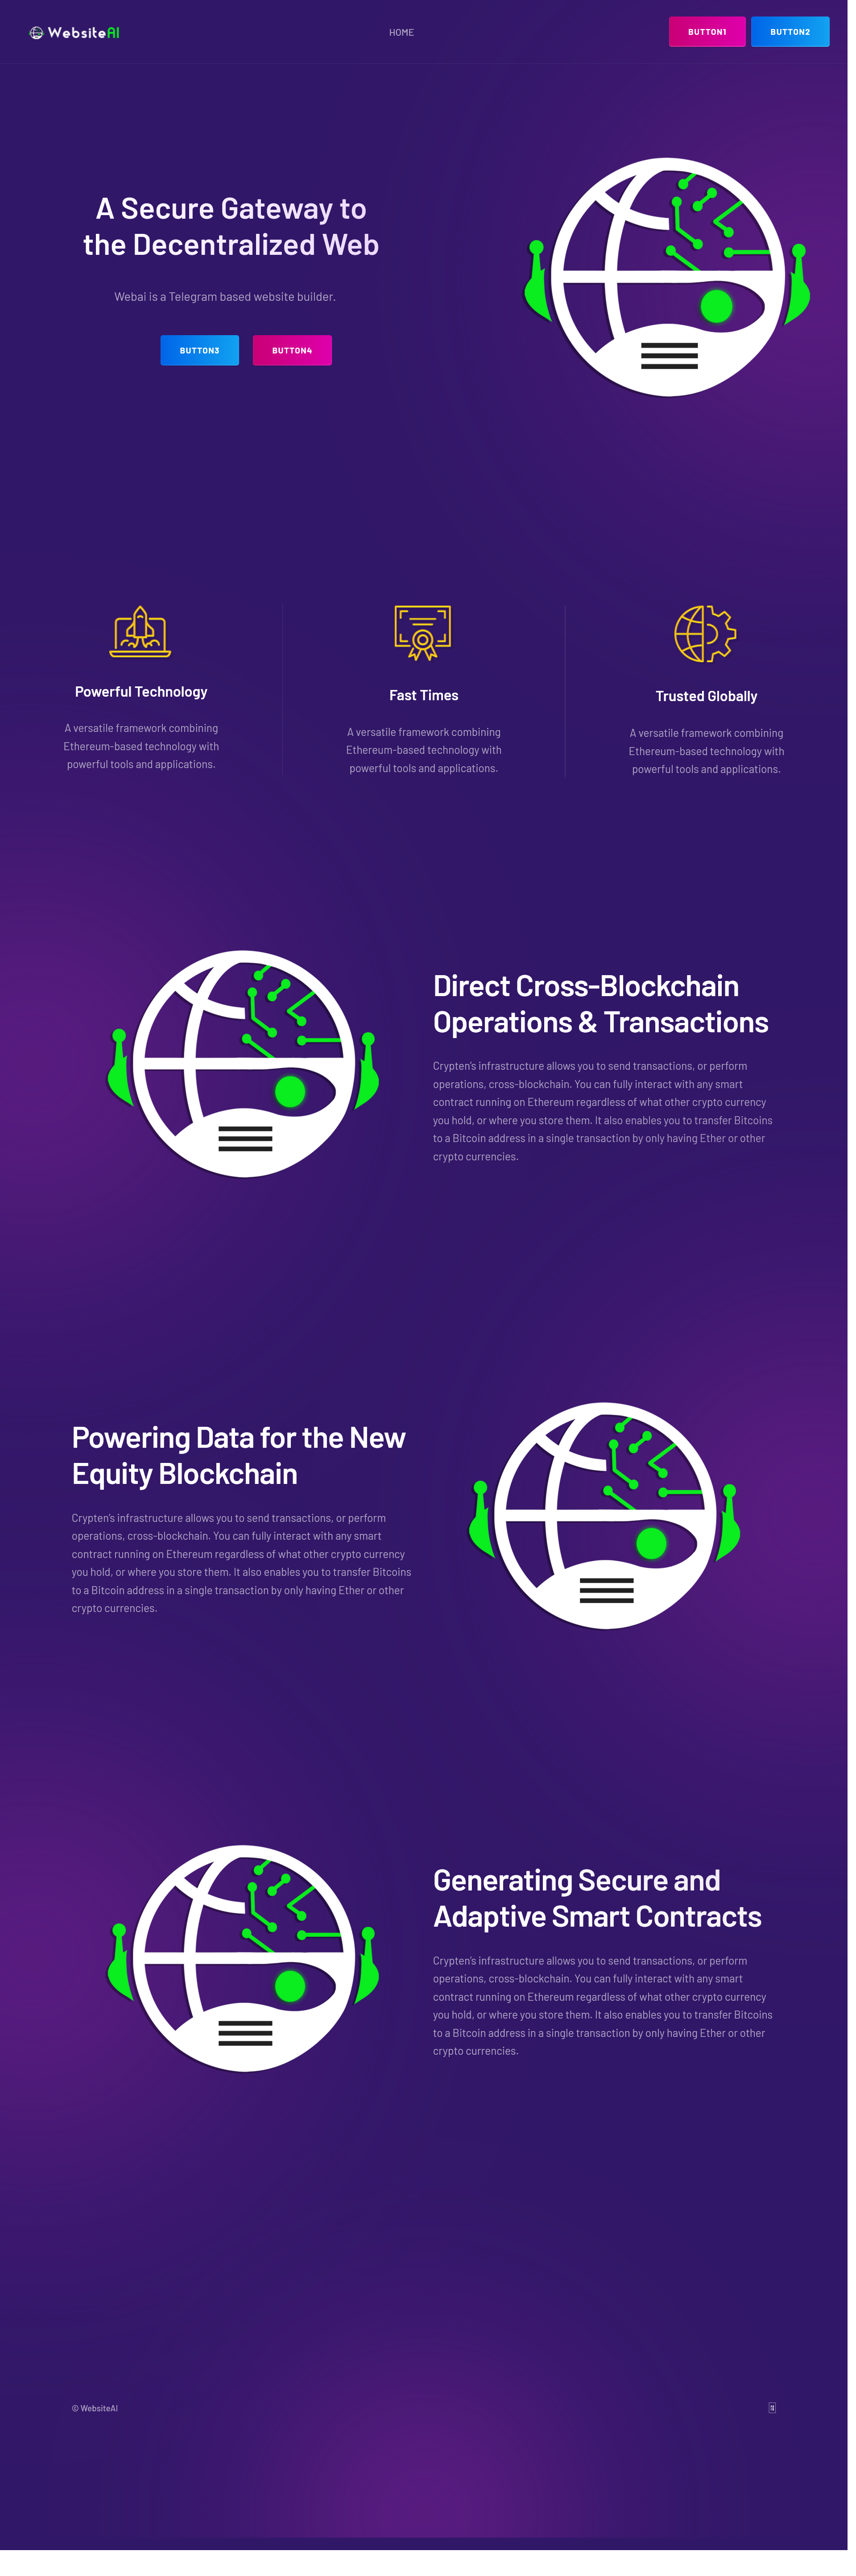 WebsiteAI
HOME
BUTTON1
BUTTON2
A Secure Gateway to
the Decentralized Web
Webai is a Telegram based website builder.
BUTTON3
BUTTON4
Powerful Technology
A versatile framework combining
Ethereum-based technology with
powerful tools and applications.
Fast Times
A versatile framework combining
Ethereum-based technology with
powerful tools and applications.
Trusted Globally
A versatile framework combining
Ethereum-based technology with
powerful tools and applications.
Direct Cross-Blockchain
Operations & Transactions
Crypten's infrastructure allows you to send transactions, or perform
operations, cross-blockchain. You can fully interact with any smart
contract running on Ethereum regardless of what other crypto currency
you hold, or where you store them. It also enables you to transfer Bitcoins
to a Bitcoin address in a single transaction by only having Ether or other
crypto currencies.
Powering Data for the New
Equity Blockchain
Crypten's infrastructure allows you to send transactions, or perform
operations, cross-blockchain. You can fully interact with any smart
contract running on Ethereum regardless of what other crypto currency
you hold, or where you store them. It also enables you to transfer Bitcoins
to a Bitcoin address in a single transaction by only having Ether or other
crypto currencies.
Generating Secure and
Adaptive Smart Contracts
Crypten's infrastructure allows you to send transactions, or perform
operations, cross-blockchain. You can fully interact with any smart
contract running on Ethereum regardless of what other crypto currency
you hold, or where you store them. It also enables you to transfer Bitcoins
to a Bitcoin address in a single transaction by only having Ether or other
crypto currencies.
© WebsiteAI